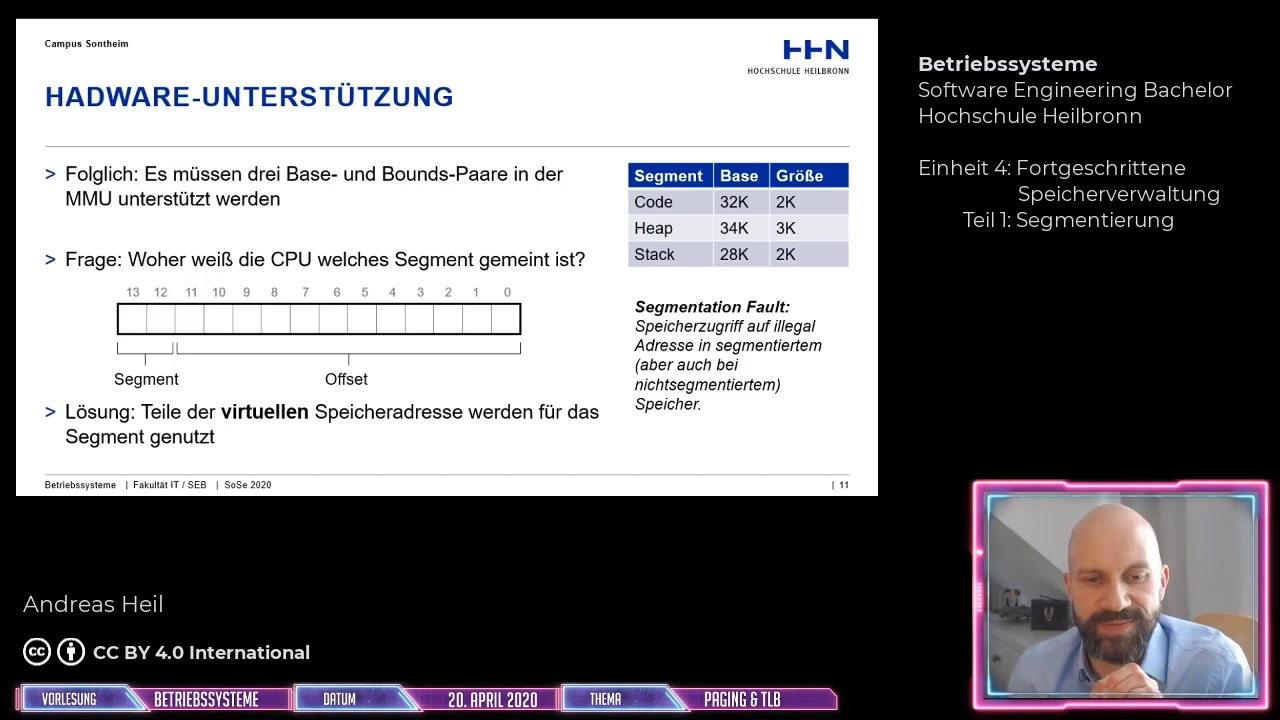 Campus Sontheim
HHN
HOCHSCHULE HEILBRONN
HADWARE-UNTERSTÜTZUNG
> Folglich: Es müssen drei Base- und Bounds-Paare in der
MMU unterstützt werden
> Frage: Woher weiß die CPU welches Segment gemeint ist?
13 12 11 10 9 8 7 6 5 4 3 2 1 0
Segment Offset
> Lösung: Teile der virtuellen Speicheradresse werden für das
Segment genutzt
Segment Base Größe
Code 32K 2K
Heap 34K 3K
Stack 28K 2K
Segmentation Fault:
Speicherzugriff auf illegal
Adresse in segmentiertem
(aber auch bei
nichtsegmentiertem)
Speicher.
Betriebssysteme | Fakultät IT / SEB | SoSe 2020 | 11
Betriebssysteme
Software Engineering Bachelor
Hochschule Heilbronn
Einheit 4: Fortgeschrittene
Speicherverwaltung
Teil 1: Segmentierung
Andreas Heil
cc CC BY 4.0 International
VORLESUNG BETRIEBSSYSTEME DATUM 20. APRIL 2020 THEMA PAGING & TLB